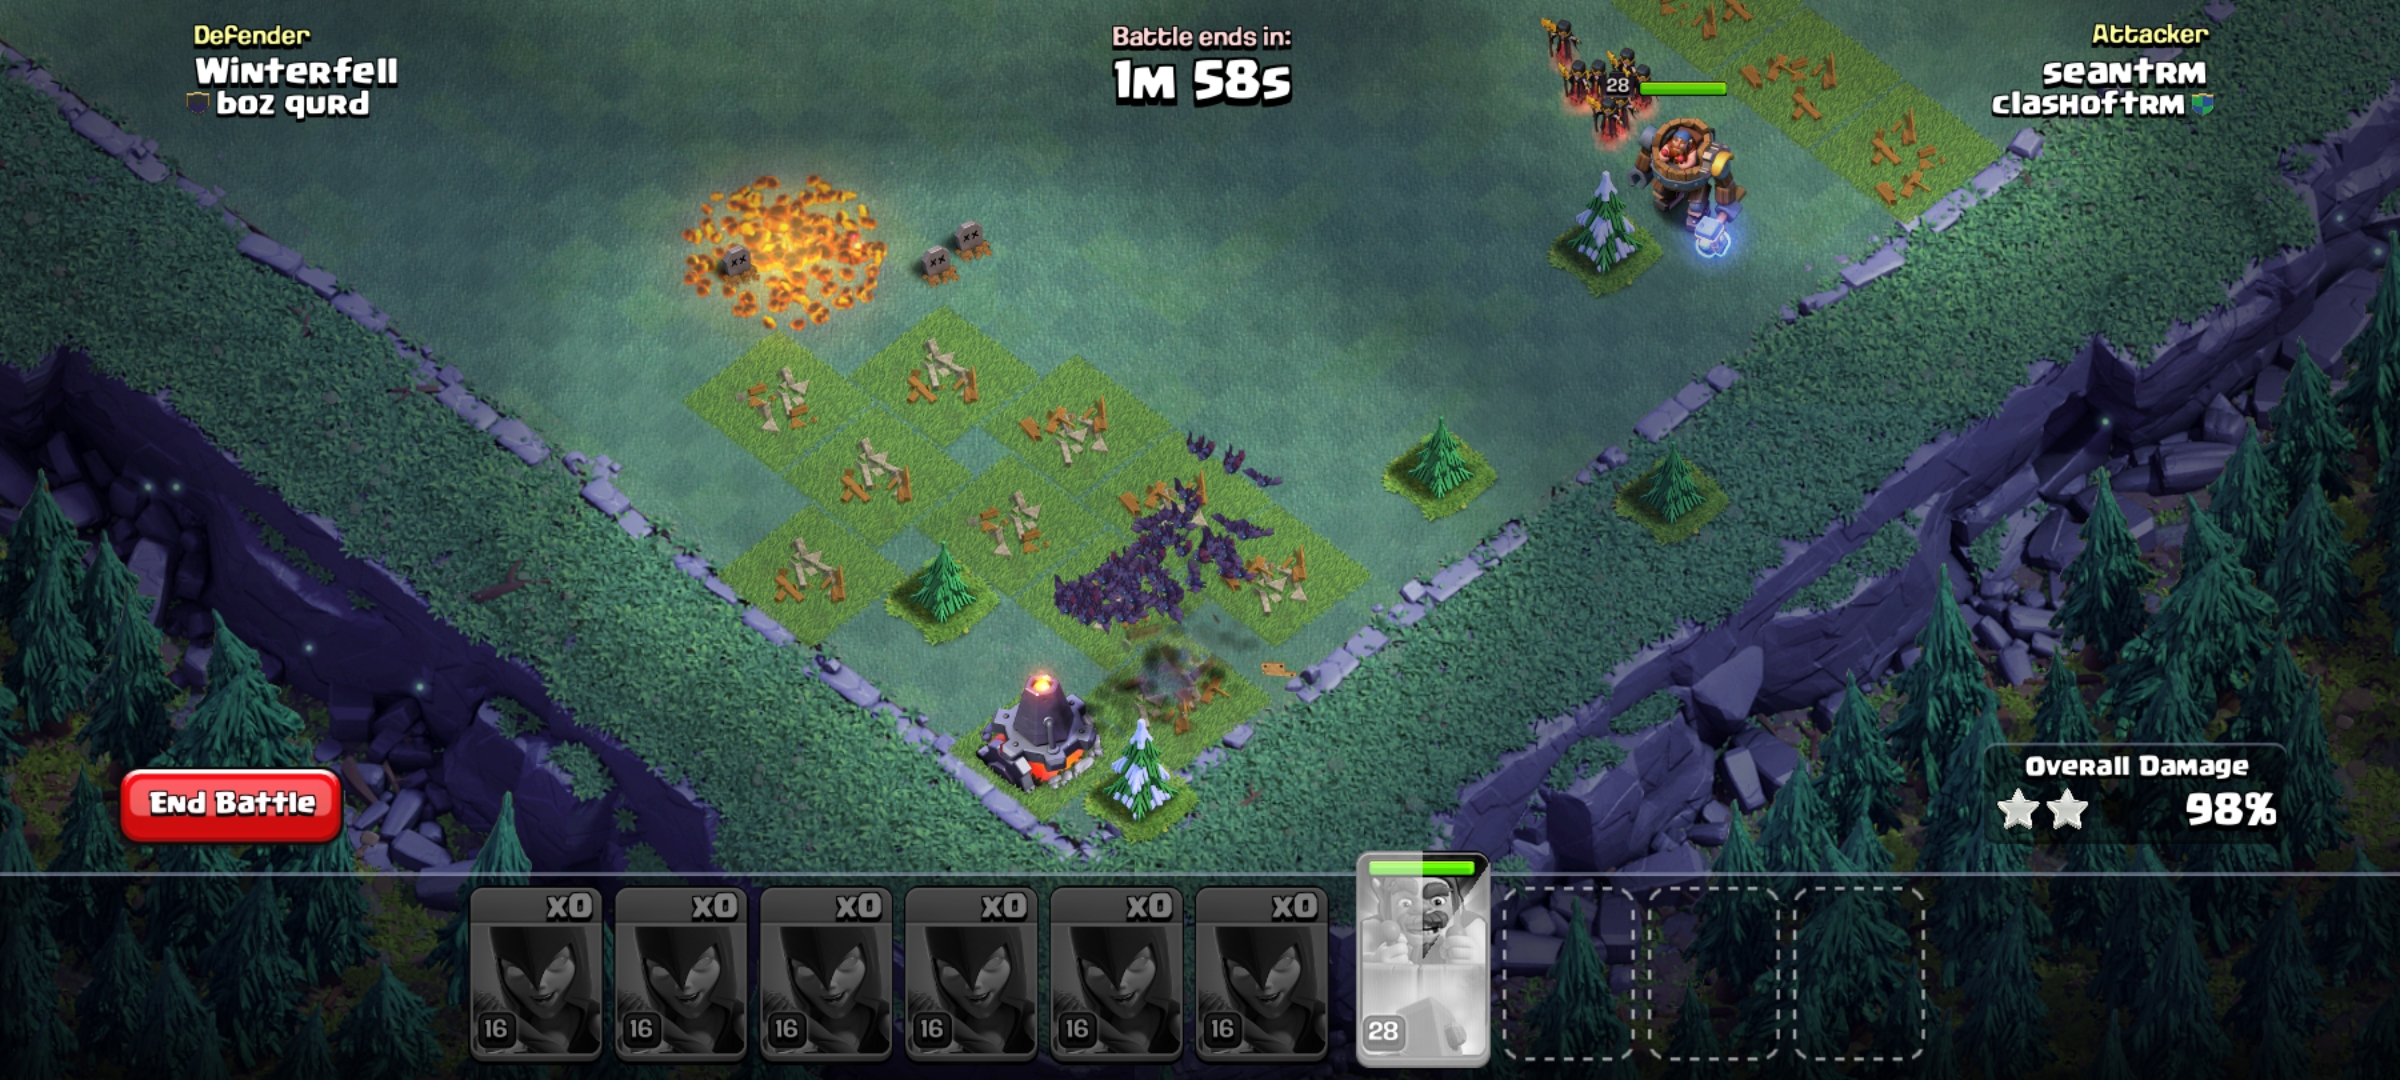 Defender
Winterfell
boz qurd
Battle ends in:
1M 58s
Attacker
seantrm
clashoftrm
28
End Battle
Overall Damage
98%
x0 x0 x0 x0 x0 x0
16 16 16 16 16 16 28